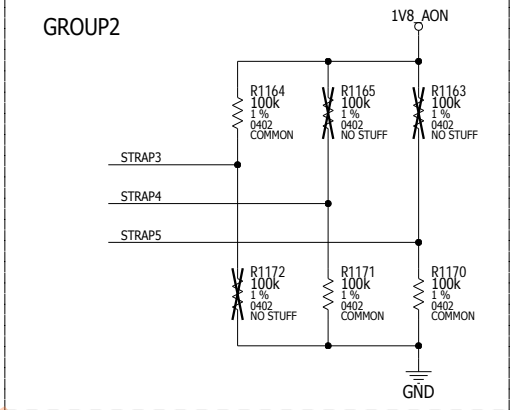 GROUP2
1V8_AON
R1164
100k
1 %
0402
COMMON
R1165
100k
1 %
0402
NO STUFF
R1163
100k
1 %
0402
NO STUFF
STRAP3
STRAP4
STRAP5
R1172
100k
1 %
0402
NO STUFF
R1171
100k
1 %
0402
COMMON
R1170
100k
1 %
0402
COMMON
GND